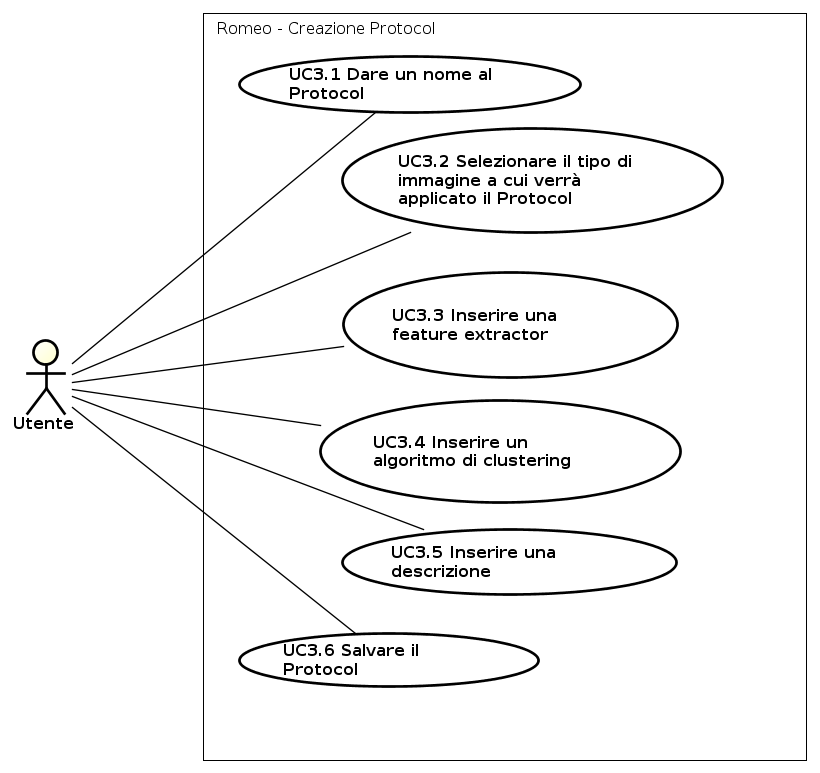 Romeo - Creazione Protocol
UC3.1 Dare un nome al
Protocol
UC3.2 Selezionare il tipo di
immagine a cui verrà
applicato il Protocol
UC3.3 Inserire una
feature extractor
Utente
UC3.4 Inserire un
algoritmo di clustering
UC3.5 Inserire una
descrizione
UC3.6 Salvare il
Protocol